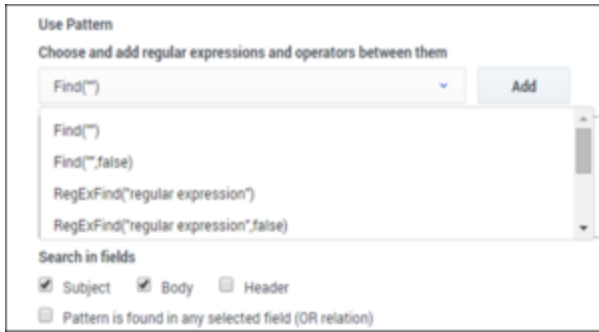 Use Pattern
Choose and add regular expressions and operators between them
Find("") Add
Find("")
Find("",false)
RegExFind("regular expression")
RegExFind("regular expression",false)
Search in fields
Subject Body Header
Pattern is found in any selected field (OR relation)